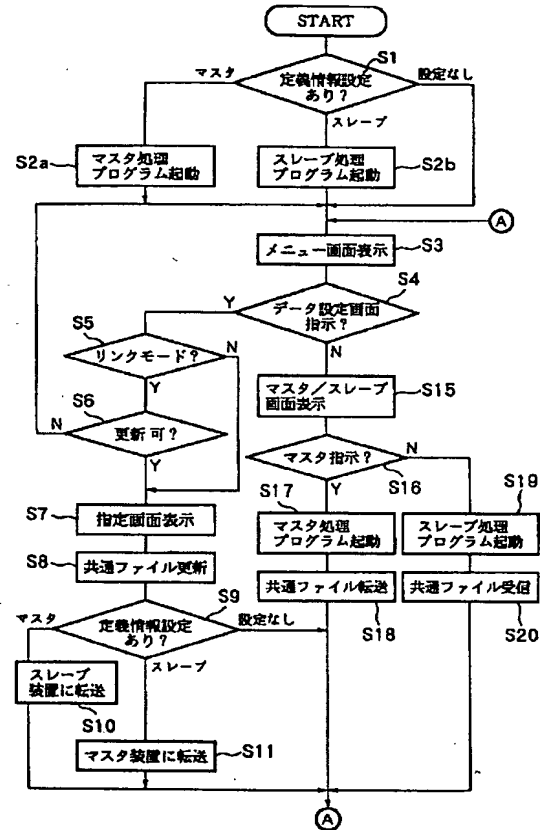 START
S1
定義情報設定
あり?
マスタ
設定なし
スレーブ
S2a
マスタ処理
プログラム起動
スレーブ処理
プログラム起動
S2b
A
メニュー画面表示
S3
S4
データ設定画面
指示?
Y
N
S5
リンクモード?
N
Y
マスタ/スレーブ
画面表示
S15
S6
更新 可?
N
Y
マスタ指示?
S16
N
Y
S7
指定画面表示
S17
マスタ処理
プログラム起動
S19
スレーブ処理
プログラム起動
S8
共通ファイル更新
共通ファイル転送
S18
共通ファイル受信
S20
S9
定義情報設定
あり?
マスタ
設定なし
スレーブ
スレーブ
装置に転送
S10
マスタ装置に転送
S11
A